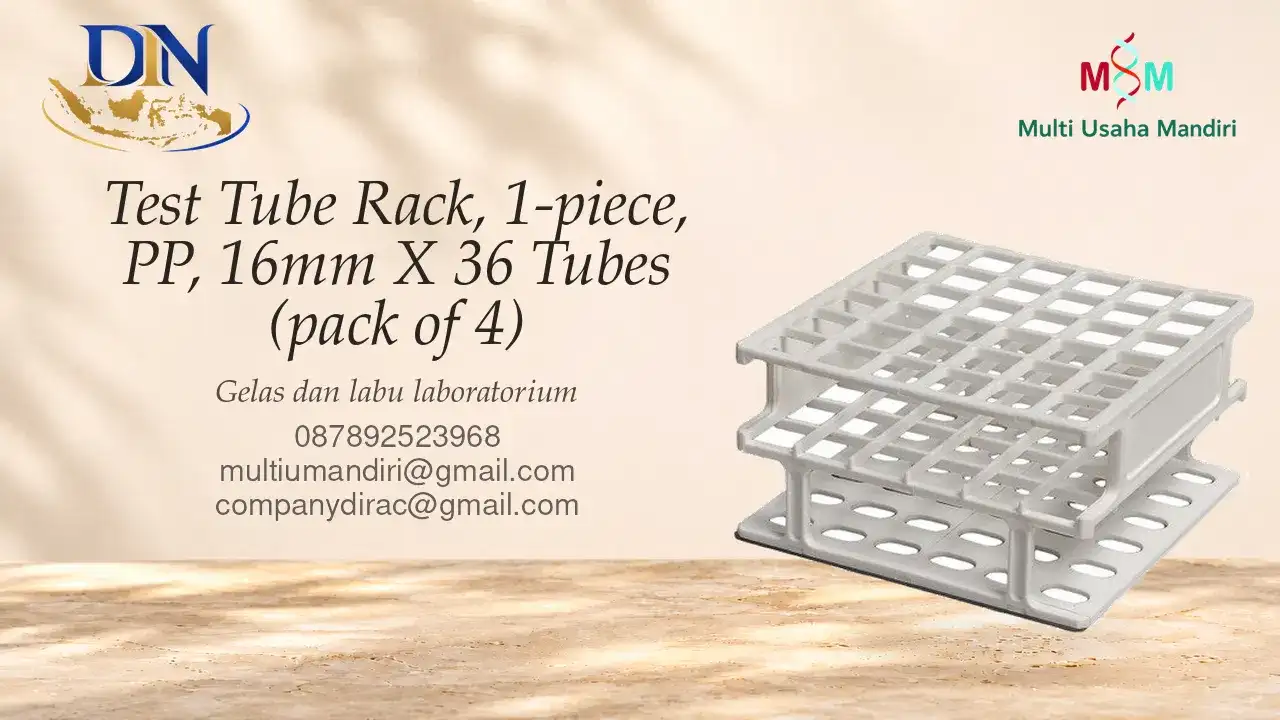 DIN
M M
Multi Usaha Mandiri
Test Tube Rack, 1-piece,
PP, 16mm X 36 Tubes
(pack of 4)
Gelas dan labu laboratorium
087892523968
multiumandiri@gmail.com
companydirac@gmail.com